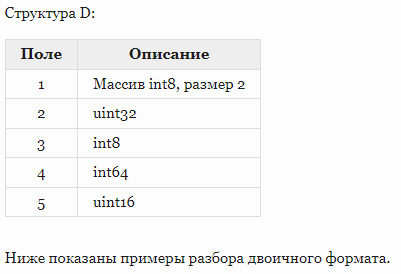 Структура D:
Поле Описание
1 Массив int8, размер 2
2 uint32
3 int8
4 int64
5 uint16
Ниже показаны примеры разбора двоичного формата.